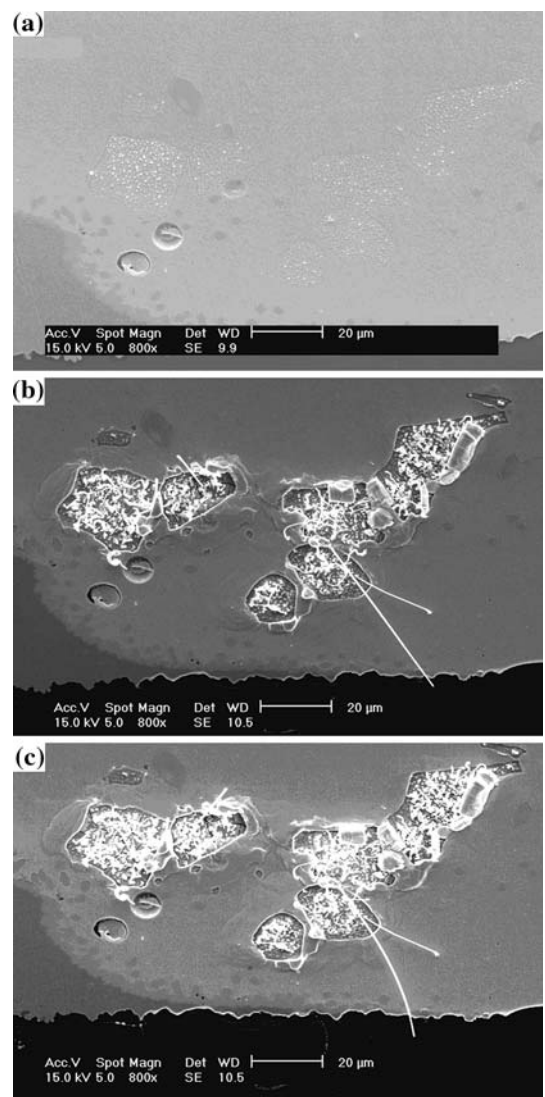 (a)
Acc.V Spot Magn Det WD 20 µm
15.0 kV 5.0 800x SE 9.9
(b)
Acc.V Spot Magn Det WD 20 µm
15.0 kV 5.0 800x SE 10.5
(c)
Acc.V Spot Magn Det WD 20 µm
15.0 kV 5.0 800x SE 10.5